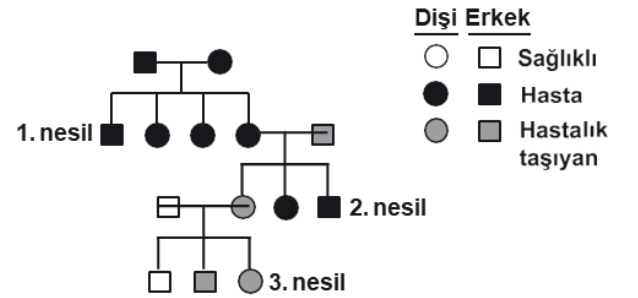 Dişi Erkek
Sağlıklı
Hasta
Hastalık
taşıyan
1. nesil
2. nesil
3. nesil